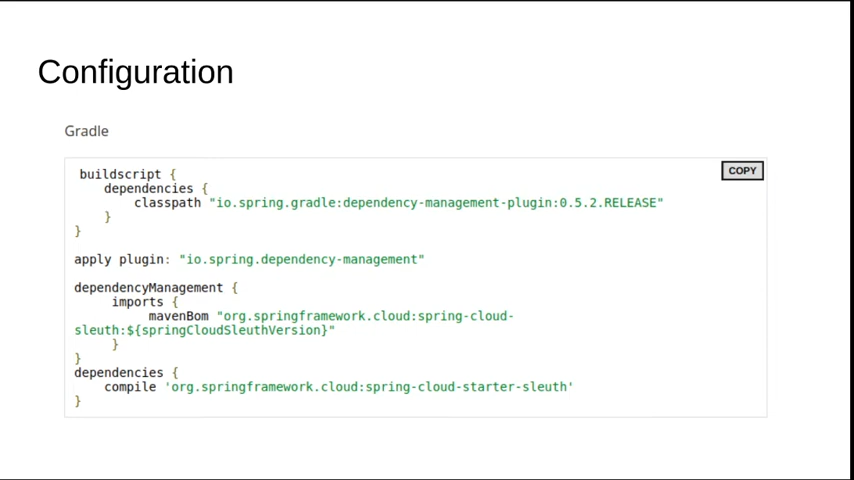 Configuration
Gradle
COPY
buildscript {
dependencies {
classpath "io.spring.gradle:dependency-management-plugin:0.5.2.RELEASE"
}
}
apply plugin: "io.spring.dependency-management"
dependencyManagement {
imports {
mavenBom "org.springframework.cloud:spring-cloud-
sleuth:${springCloudSleuthVersion}"
}
}
dependencies {
compile 'org.springframework.cloud:spring-cloud-starter-sleuth'
}